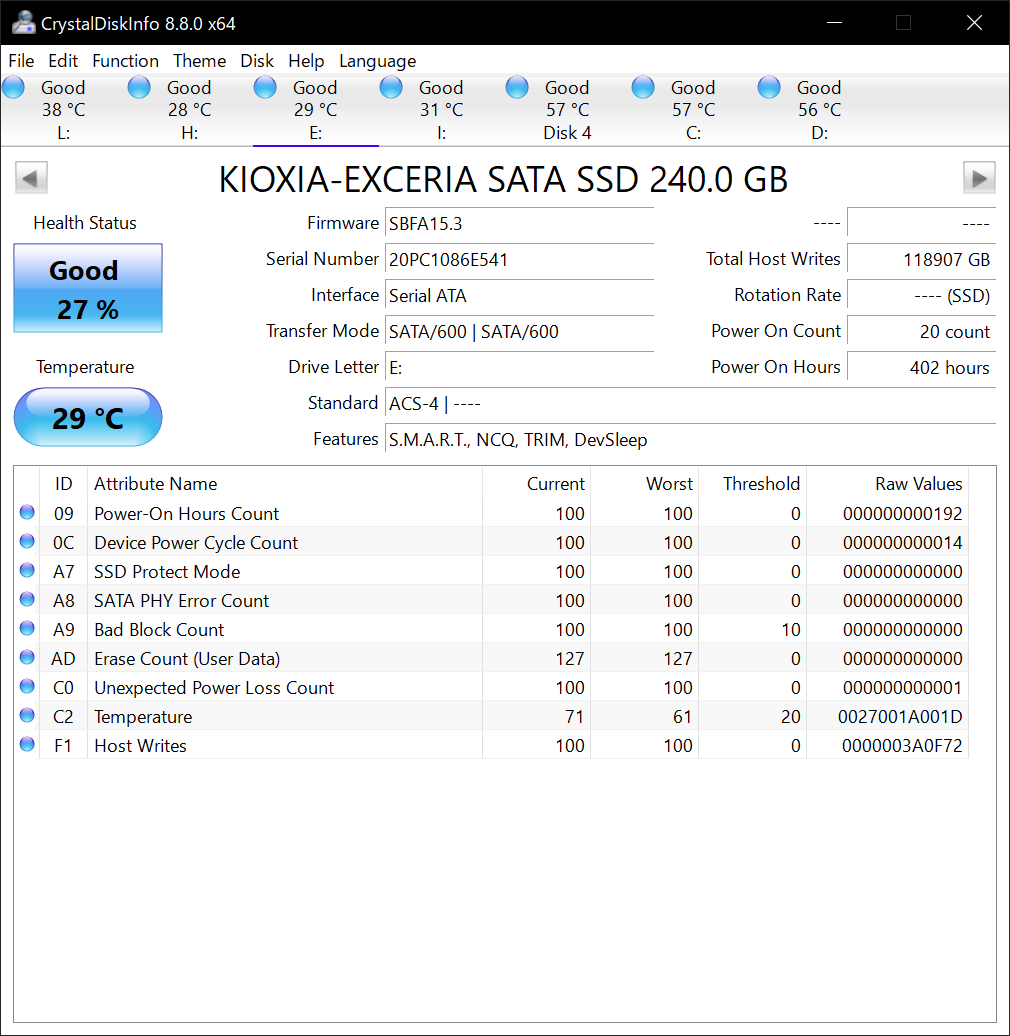 CrystalDiskInfo 8.8.0 x64
File Edit Function Theme Disk Help Language
Good Good Good Good Good Good Good
38 °C 28 °C 29 °C 31 °C 57 °C 57 °C 56 °C
L: H: E: I: Disk 4 C: D:
KIOXIA-EXCERIA SATA SSD 240.0 GB
Health Status
Good
27 %
Temperature
29 °C
Firmware SBFA15.3 ---- ----
Serial Number 20PC1086E541 Total Host Writes 118907 GB
Interface Serial ATA Rotation Rate ---- (SSD)
Transfer Mode SATA/600 | SATA/600 Power On Count 20 count
Drive Letter E: Power On Hours 402 hours
Standard ACS-4 | ----
Features S.M.A.R.T., NCQ, TRIM, DevSleep
ID Attribute Name Current Worst Threshold Raw Values
09 Power-On Hours Count 100 100 0 000000000192
0C Device Power Cycle Count 100 100 0 000000000014
A7 SSD Protect Mode 100 100 0 000000000000
A8 SATA PHY Error Count 100 100 0 000000000000
A9 Bad Block Count 100 100 10 000000000000
AD Erase Count (User Data) 127 127 0 000000000000
C0 Unexpected Power Loss Count 100 100 0 000000000001
C2 Temperature 71 61 20 0027001A001D
F1 Host Writes 100 100 0 0000003A0F72